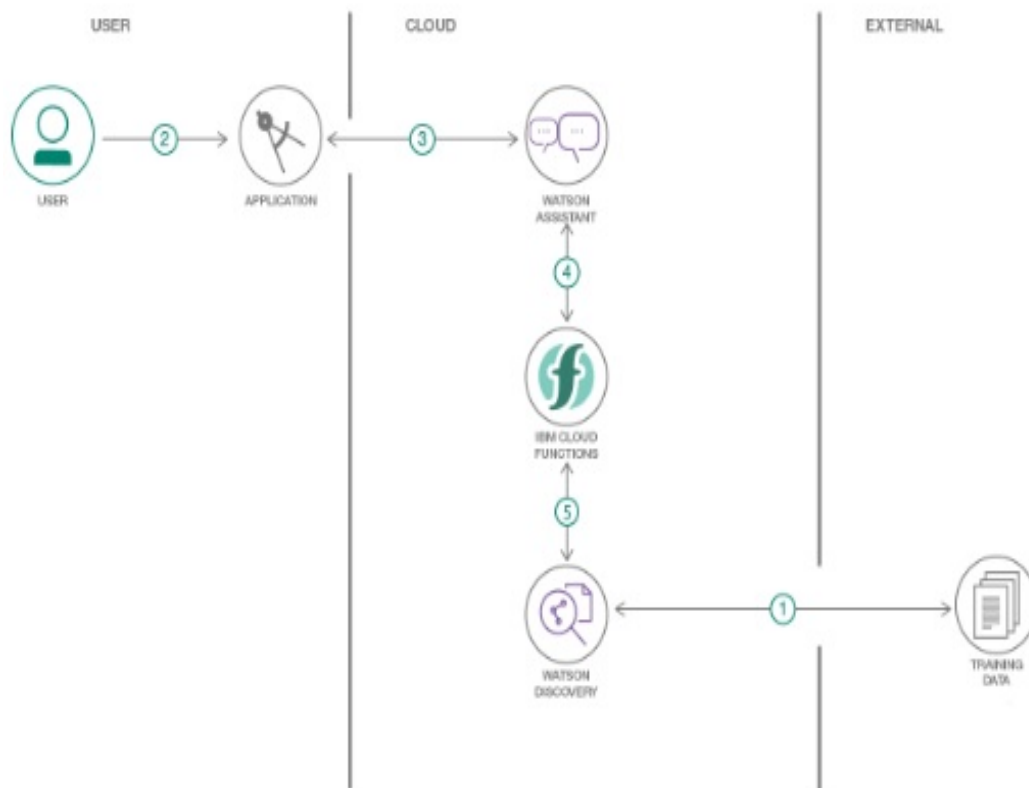 USER
CLOUD
EXTERNAL
2
3
USER
APPLICATION
WATSON
ASSISTANT
4
IBM CLOUD
FUNCTIONS
5
1
WATSON
DISCOVERY
TRAINING
DATA